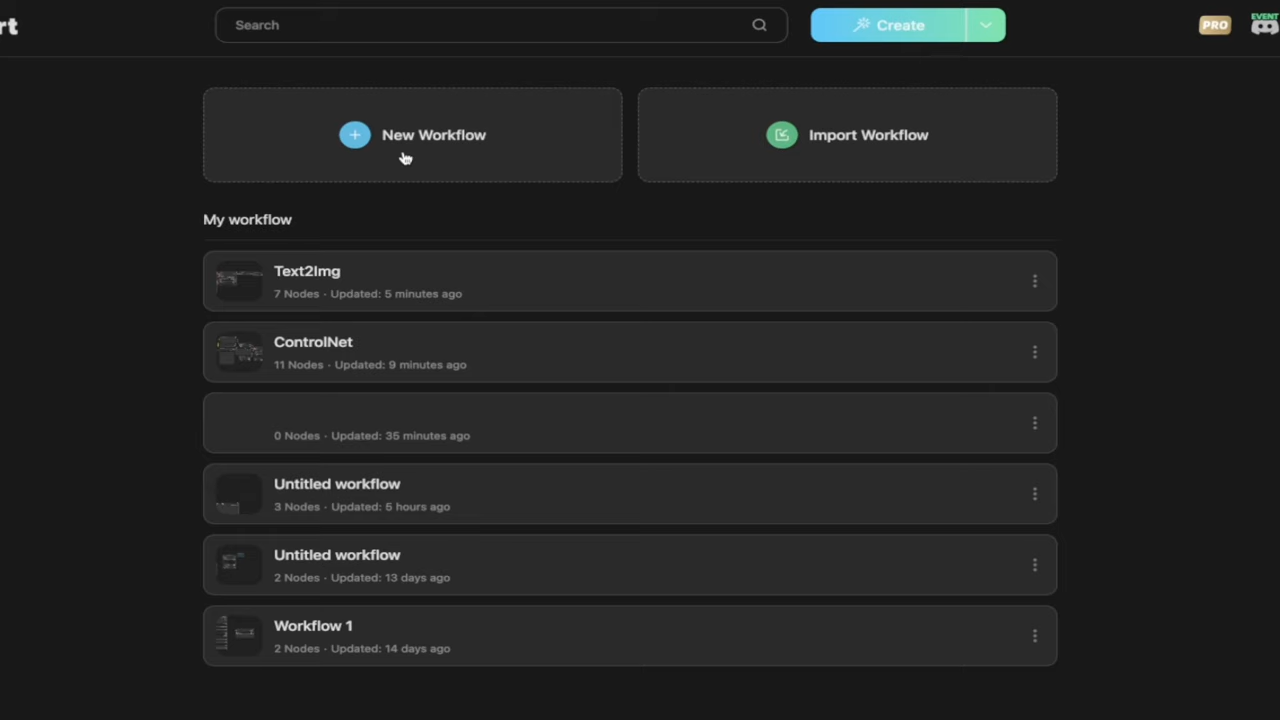 rt
Search
Create
PRO
EVENT
New Workflow
Import Workflow
My workflow
Text2Img
7 Nodes · Updated: 5 minutes ago
ControlNet
11 Nodes · Updated: 9 minutes ago
0 Nodes · Updated: 35 minutes ago
Untitled workflow
3 Nodes · Updated: 5 hours ago
Untitled workflow
2 Nodes · Updated: 13 days ago
Workflow 1
2 Nodes · Updated: 14 days ago